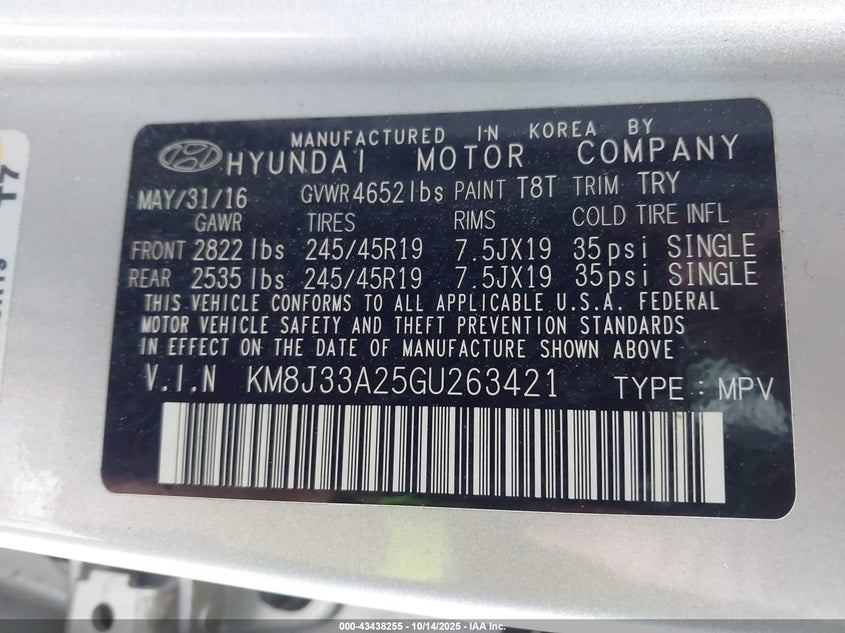 MANUFACTURED IN KOREA BY
HYUNDAI MOTOR COMPANY
MAY/31/16 GVWR 4652lbs PAINT T8T TRIM TRY
GAWR TIRES RIMS COLD TIRE INFL
FRONT 2822 lbs 245/45R19 7.5JX19 35psi SINGLE
REAR 2535 lbs 245/45R19 7.5JX19 35psi SINGLE
THIS VEHICLE CONFORMS TO ALL APPLICABLE U.S.A. FEDERAL
MOTOR VEHICLE SAFETY AND THEFT PREVENTION STANDARDS
IN EFFECT ON THE DATE OF MANUFACTURE SHOWN ABOVE
V.I.N KM8J33A25GU263421 TYPE : MPV
17
000-43438255 - 10/14/2025 - IAA Inc.